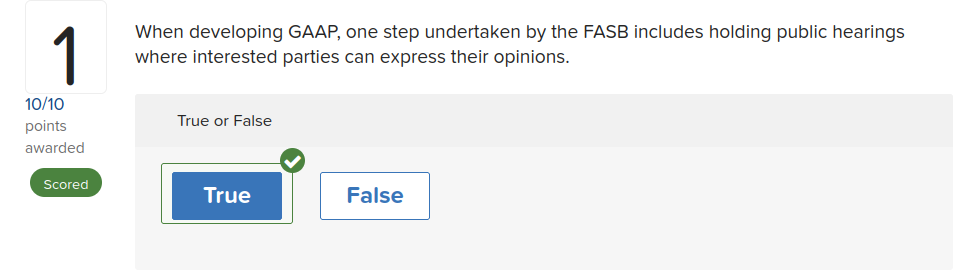 1
When developing GAAP, one step undertaken by the FASB includes holding public hearings
where interested parties can express their opinions.
10/10
points
awarded
Scored
True or False
True
False